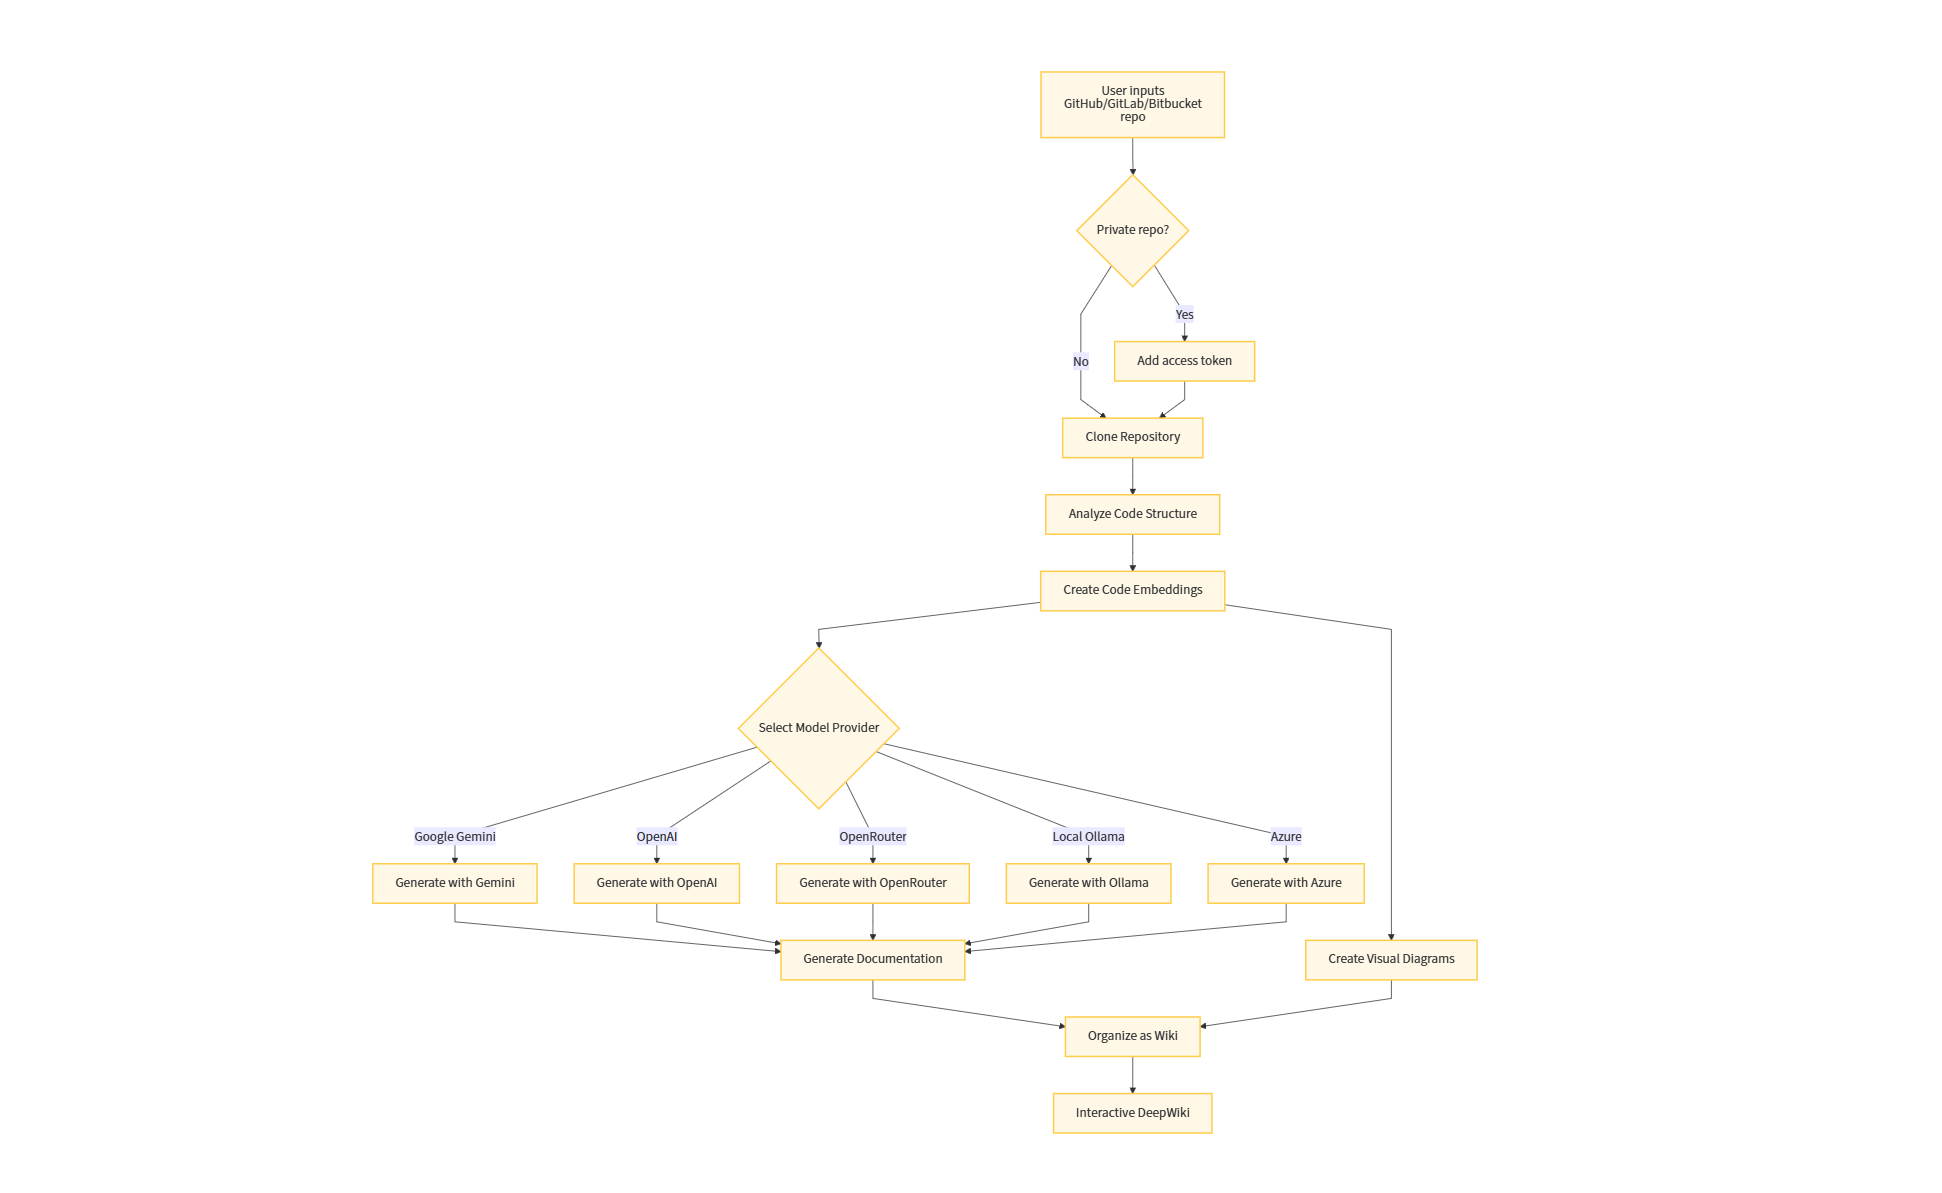 User inputs
GitHub/GitLab/Bitbucket
repo
Private repo?
Yes
No
Add access token
Clone Repository
Analyze Code Structure
Create Code Embeddings
Select Model Provider
Google Gemini
OpenAI
OpenRouter
Local Ollama
Azure
Generate with Gemini
Generate with OpenAI
Generate with OpenRouter
Generate with Ollama
Generate with Azure
Generate Documentation
Create Visual Diagrams
Organize as Wiki
Interactive DeepWiki